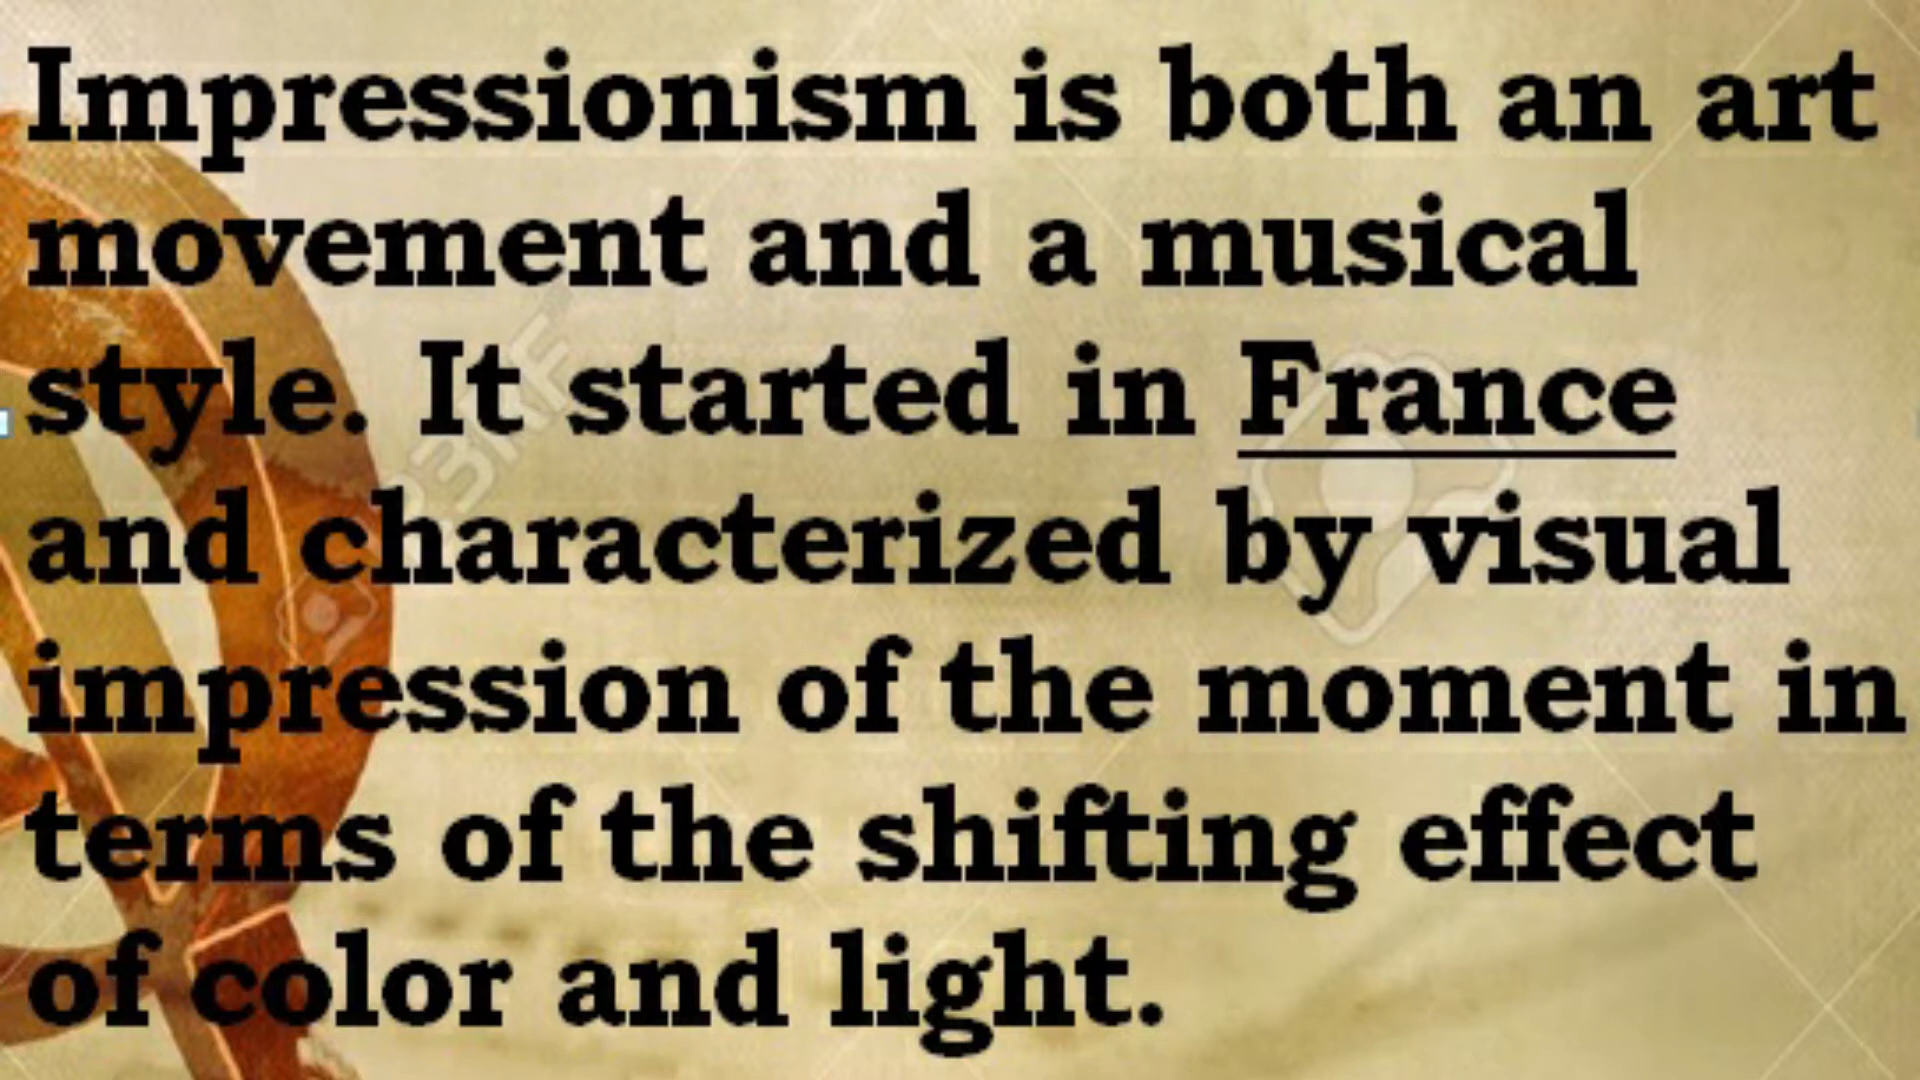 Impressionism is both an art
movement and a musical
style. It started in France
and characterized by visual
impression of the moment in
terms of the shifting effect
of color and light.